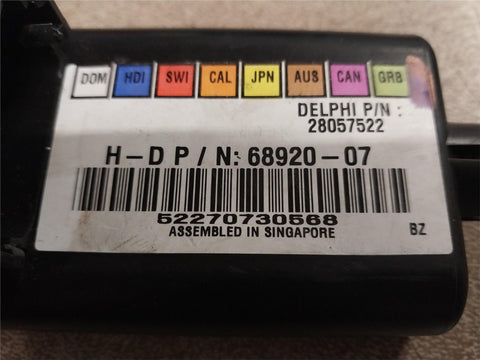 DOM HDI SWI CAL JPN AUS CAN GRB
DELPHI P/N :
28057522
H-D P/N: 68920-07
52270730568
ASSEMBLED IN SINGAPORE
BZ